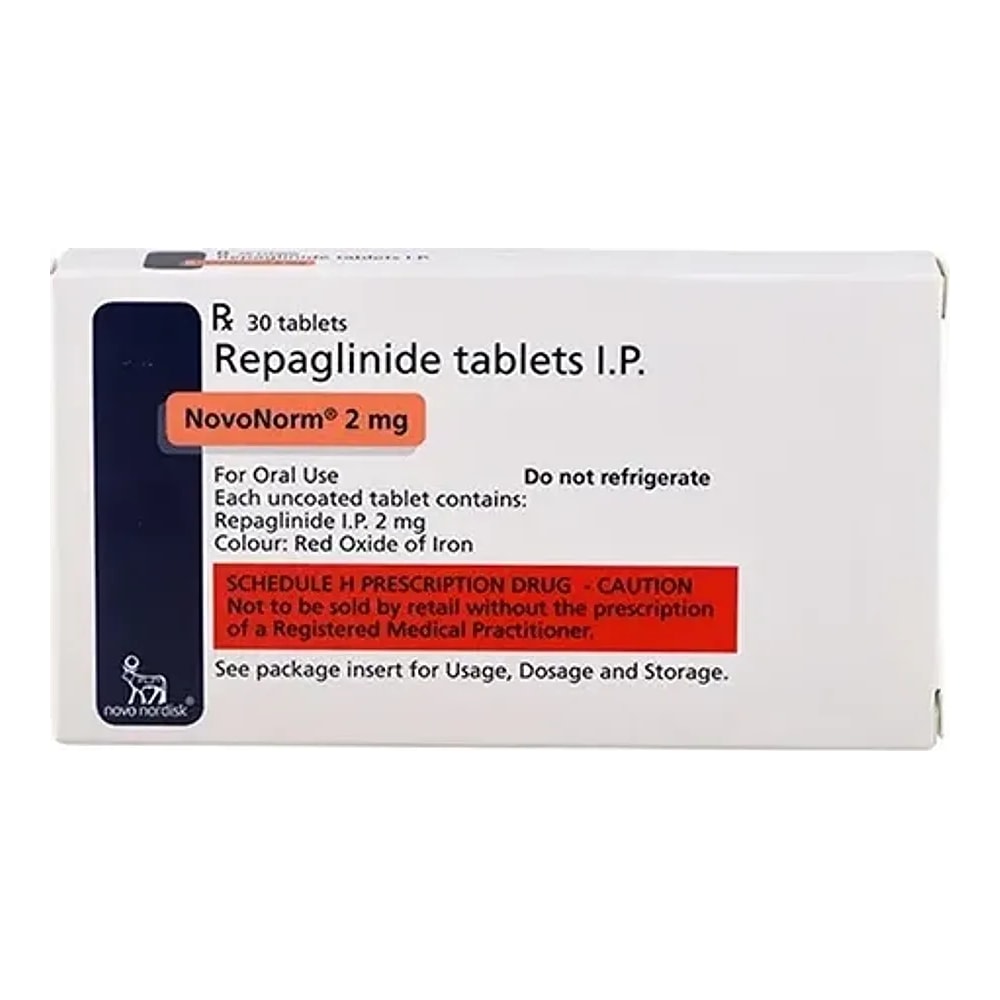 Repaglinide tablets I.P.
℞ 30 tablets
Repaglinide tablets I.P.
NovoNorm® 2 mg
For Oral Use
Do not refrigerate
Each uncoated tablet contains:
Repaglinide I.P. 2 mg
Colour: Red Oxide of Iron
SCHEDULE H PRESCRIPTION DRUG - CAUTION
Not to be sold by retail without the prescription
of a Registered Medical Practitioner.
See package insert for Usage, Dosage and Storage.
novo nordisk®